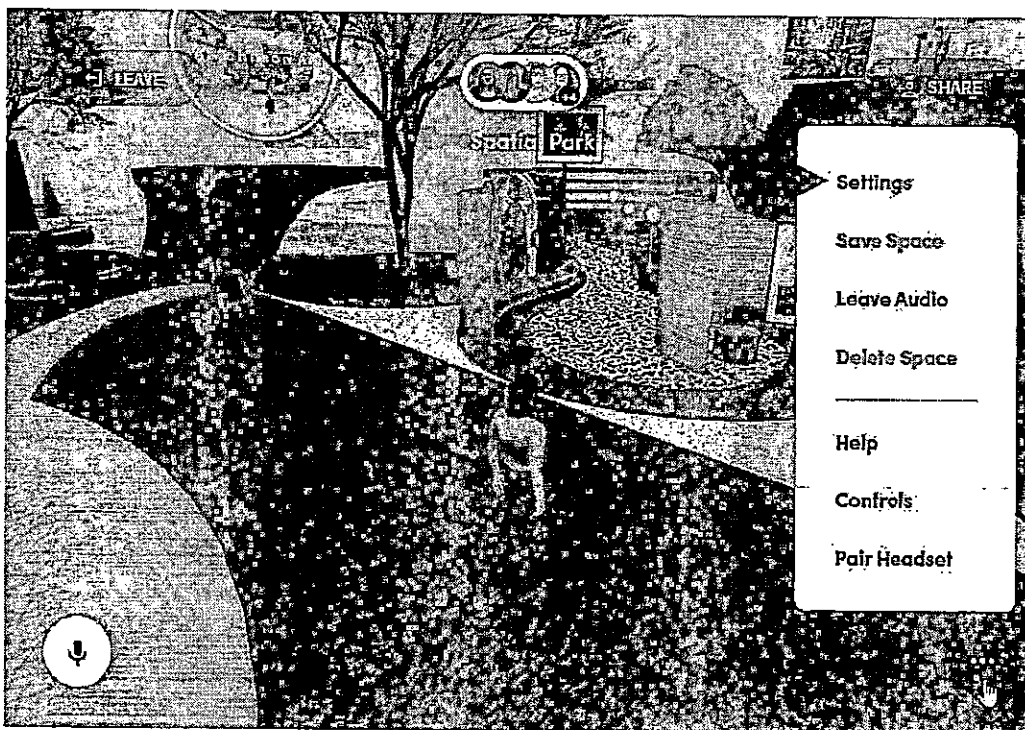 LEAVE
SHARE
Spatial Park
Settings
Save Space
Leave Audio
Delete Space
Help
Controls
Pair Headset